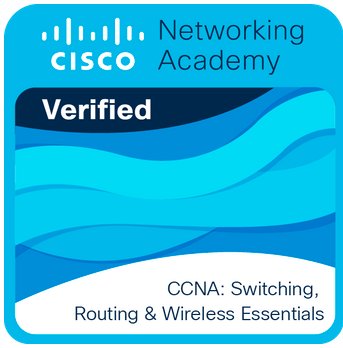 Networking
CISCO Academy
Verified
CCNA: Switching,
Routing & Wireless Essentials